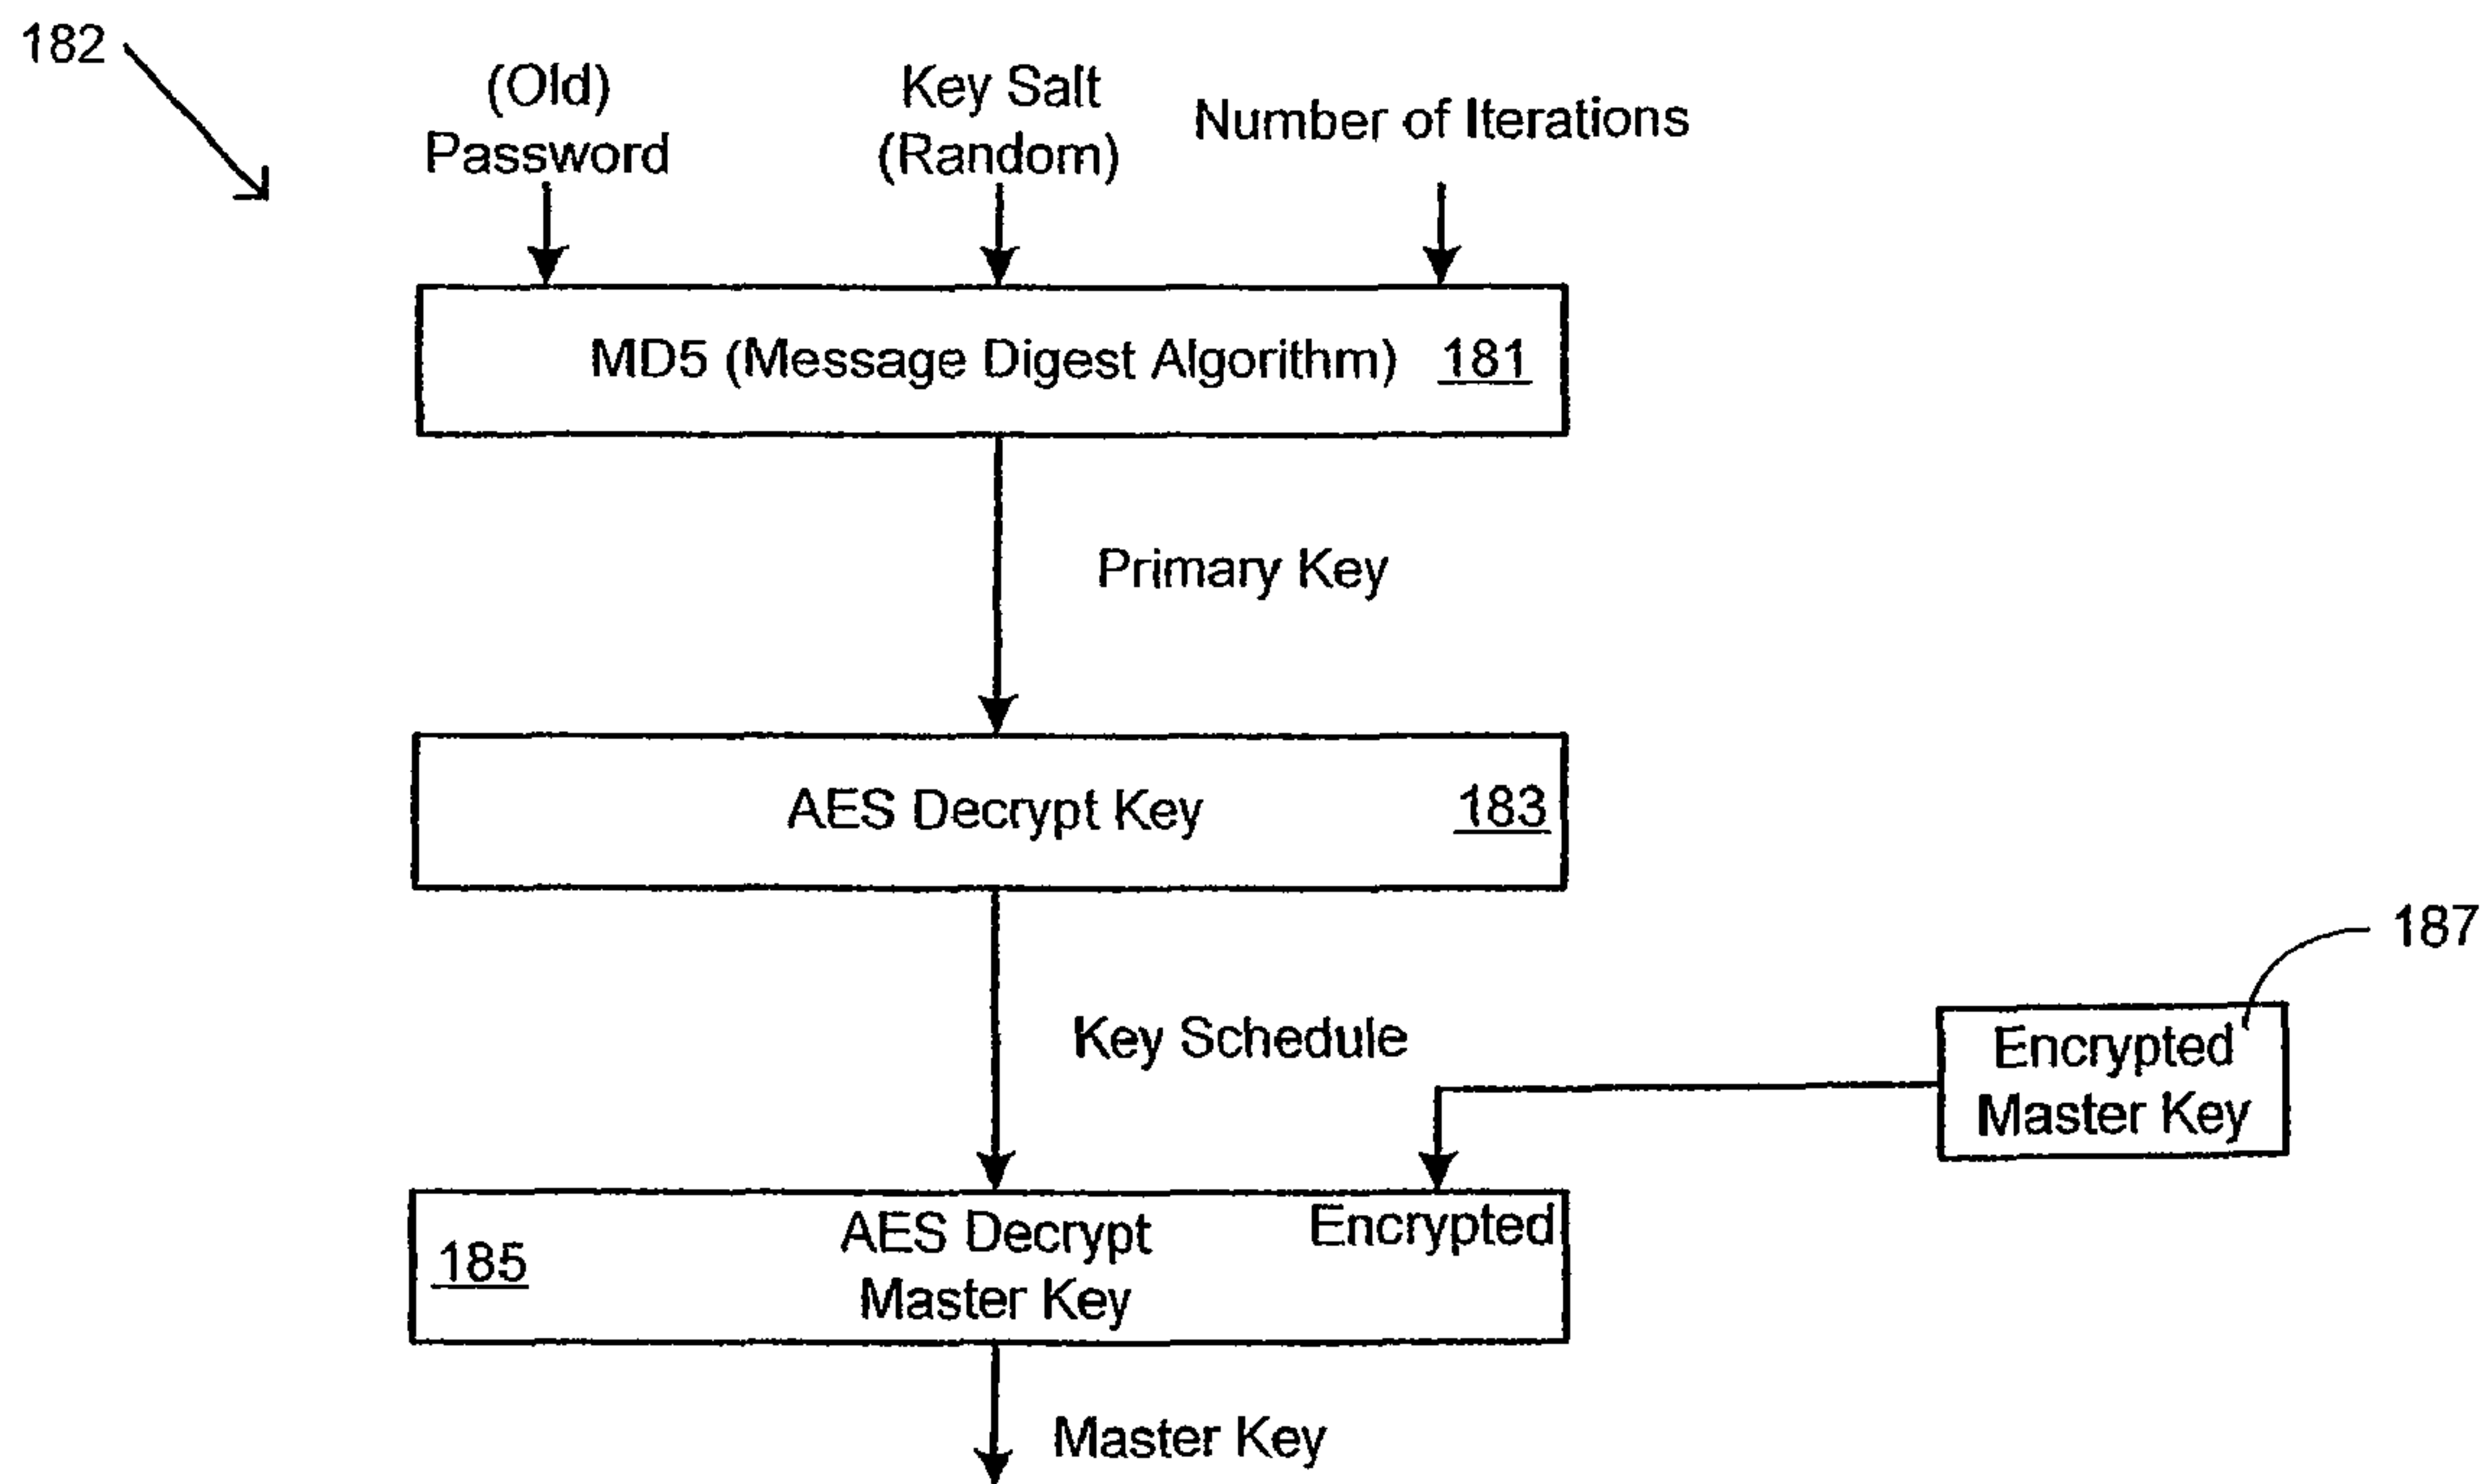 182
(Old)
Password
Key Salt
(Random)
Number of Iterations
MD5 (Message Digest Algorithm) 181
Primary Key
AES Decrypt Key 183
Key Schedule
187
Encrypted
Master Key
185
AES Decrypt
Master Key
Encrypted
Master Key